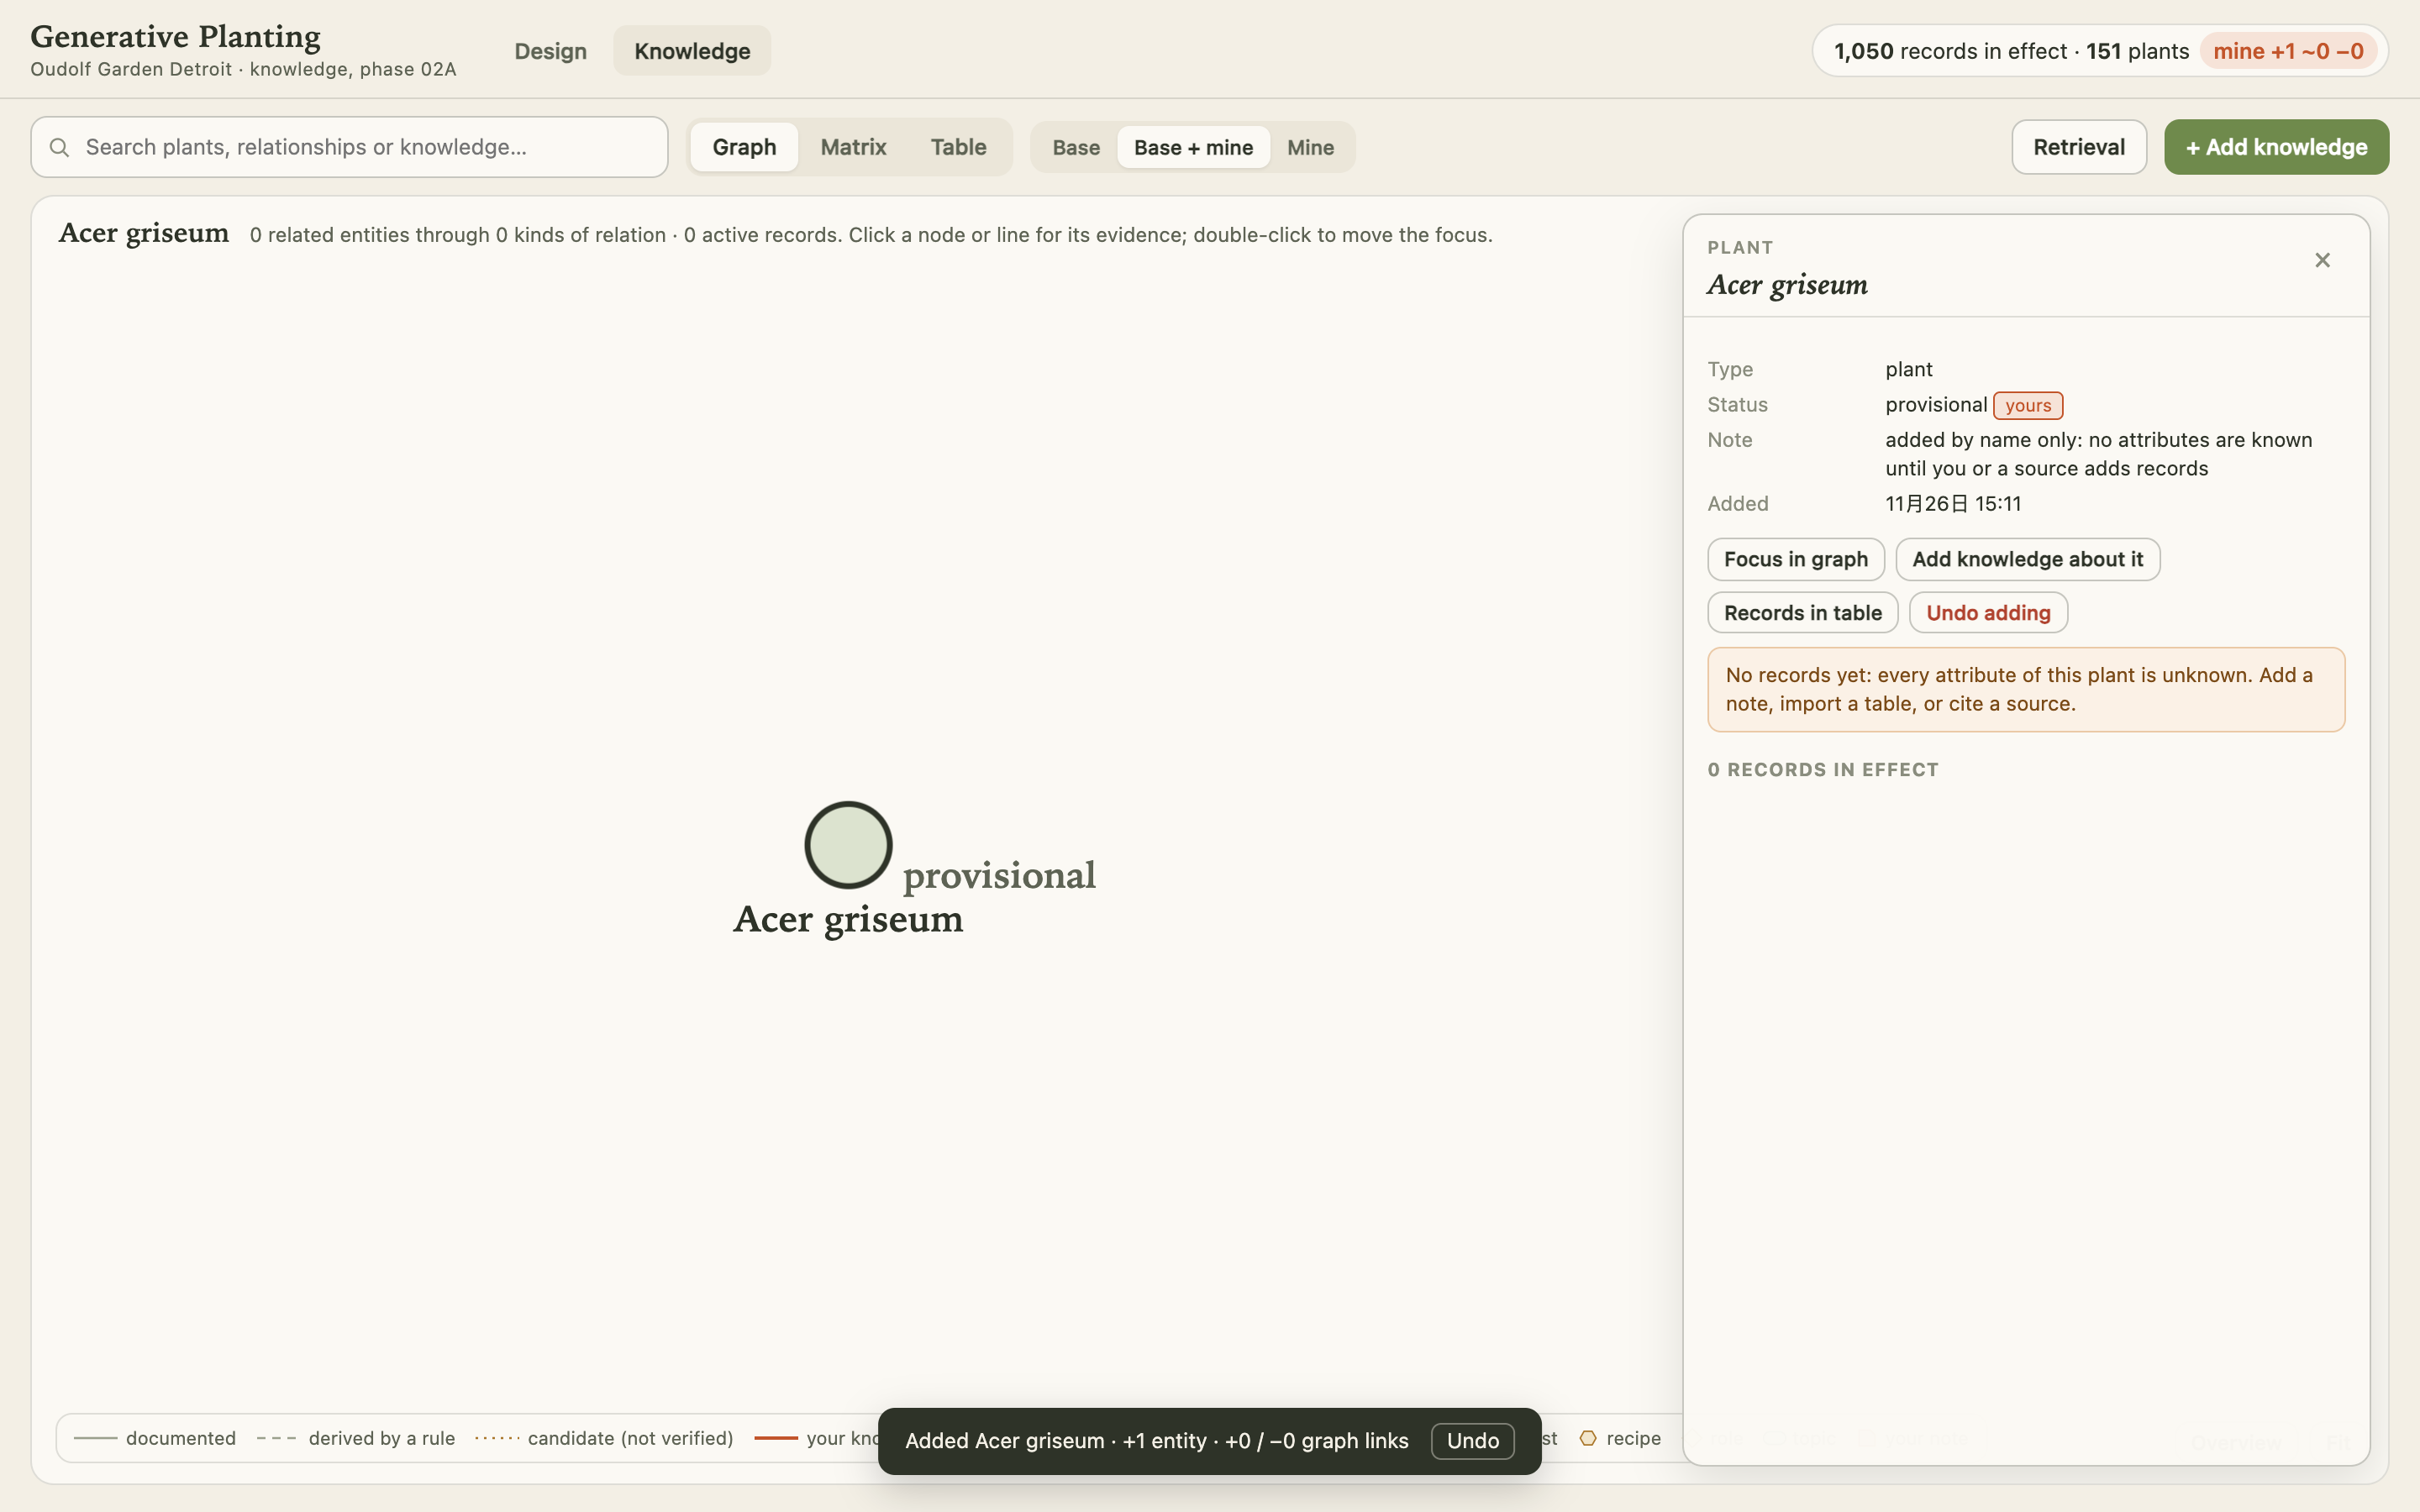 Generative Planting
Oudolf Garden Detroit · knowledge, phase 02A
Design
Knowledge
1,050 records in effect · 151 plants mine +1 ~0 −0
Search plants, relationships or knowledge...
Graph
Matrix
Table
Base
Base + mine
Mine
Retrieval
+ Add knowledge
Acer griseum
0 related entities through 0 kinds of relation · 0 active records. Click a node or line for its evidence; double-click to move the focus.
provisional
Acer griseum
PLANT
Acer griseum
×
Type plant
Status provisional yours
Note added by name only: no attributes are known
until you or a source adds records
Added 11月26日 15:11
Focus in graph
Add knowledge about it
Records in table
Undo adding
No records yet: every attribute of this plant is unknown. Add a
note, import a table, or cite a source.
0 RECORDS IN EFFECT
documented
derived by a rule
candidate (not verified)
your kno
Added Acer griseum · +1 entity · +0 / −0 graph links
Undo
st
recipe
Overview
Fit